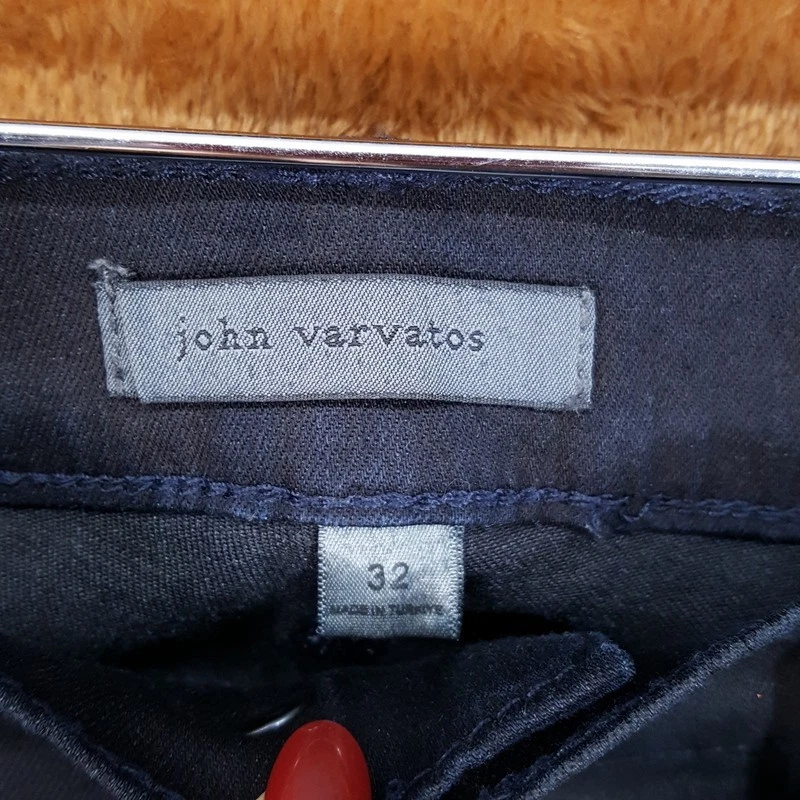 john varvatos
32
MADE IN TURKIYE